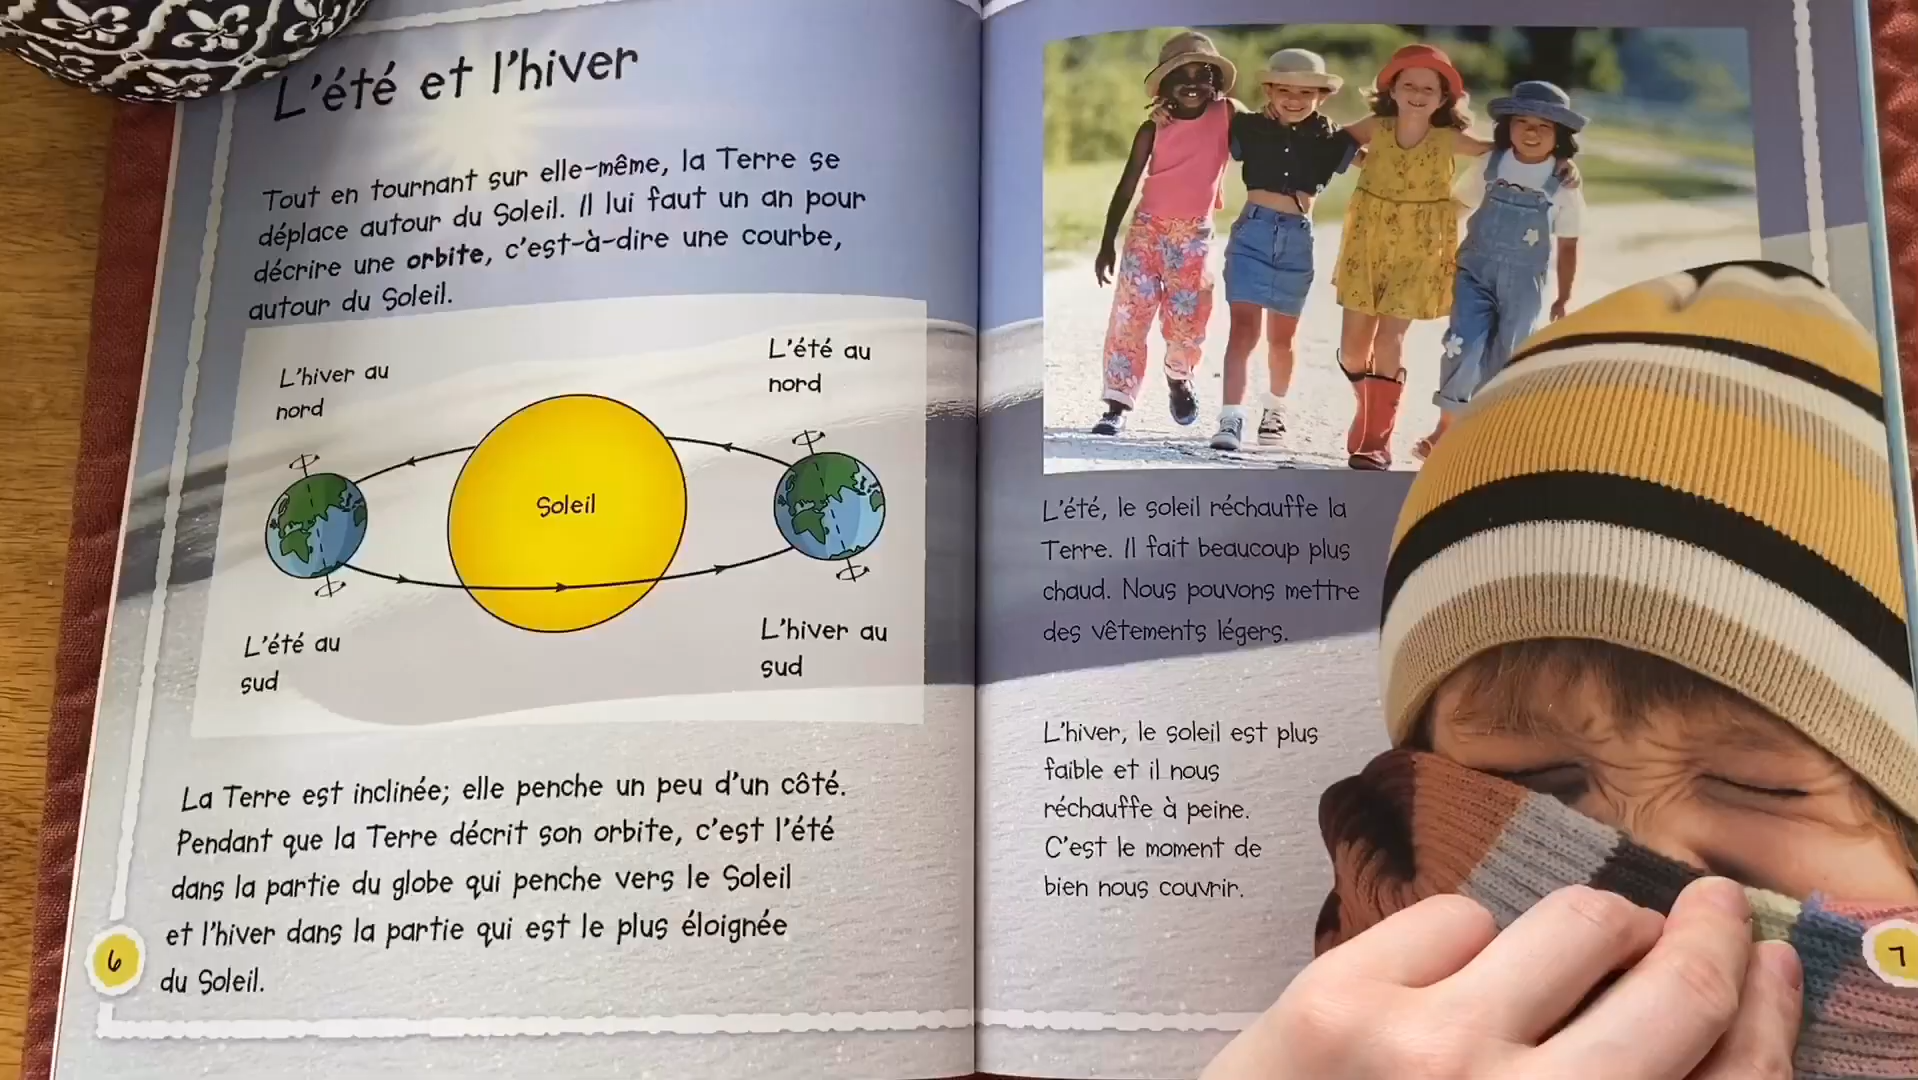 L'été et l'hiver
Tout en tournant sur elle-même, la Terre se
déplace autour du Soleil. Il lui faut un an pour
décrire une orbite, c'est-à-dire une courbe,
autour du Soleil.
L'hiver au
nord
L'été au
nord
Soleil
L'été au
sud
L'hiver au
sud
La Terre est inclinée; elle penche un peu d'un côté.
Pendant que la Terre décrit son orbite, c'est l'été
dans la partie du globe qui penche vers le Soleil
et l'hiver dans la partie qui est le plus éloignée
du Soleil.
6
L'été, le soleil réchauffe la
Terre. Il fait beaucoup plus
chaud. Nous pouvons mettre
des vêtements légers.
L'hiver, le soleil est plus
faible et il nous
réchauffe à peine.
C'est le moment de
bien nous couvrir.
7